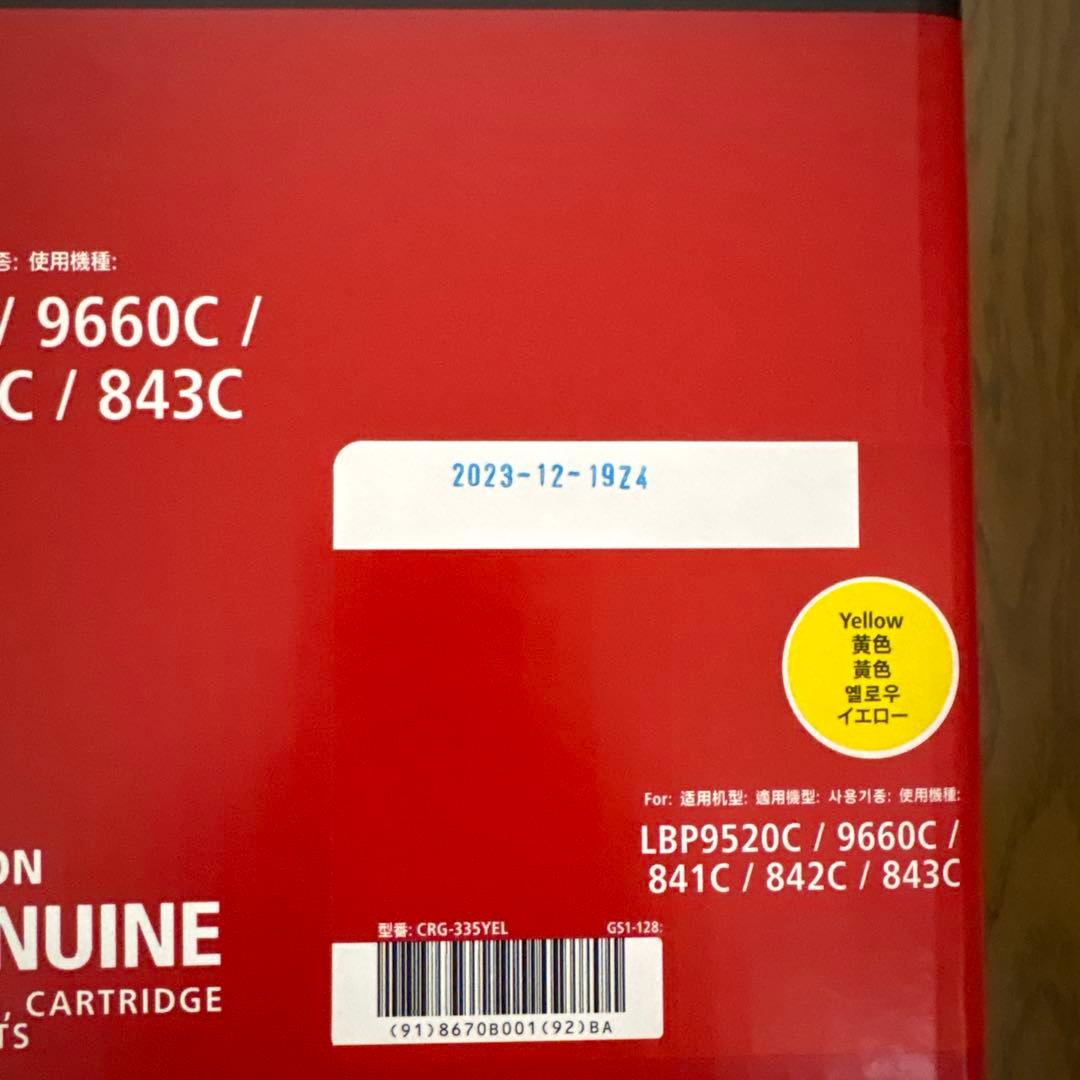 종: 使用機種:
/ 9660C /
C / 843C
2023-12-19Z4
Yellow
黄色
黃色
옐로우
イエロー
For: 适用机型: 適用機型: 사용기종: 使用機種:
LBP9520C / 9660C /
841C / 842C / 843C
型番: CRG-335YEL
GS1-128:
(91)8670B001(92)BA
ON
NUINE
, CARTRIDGE
TS